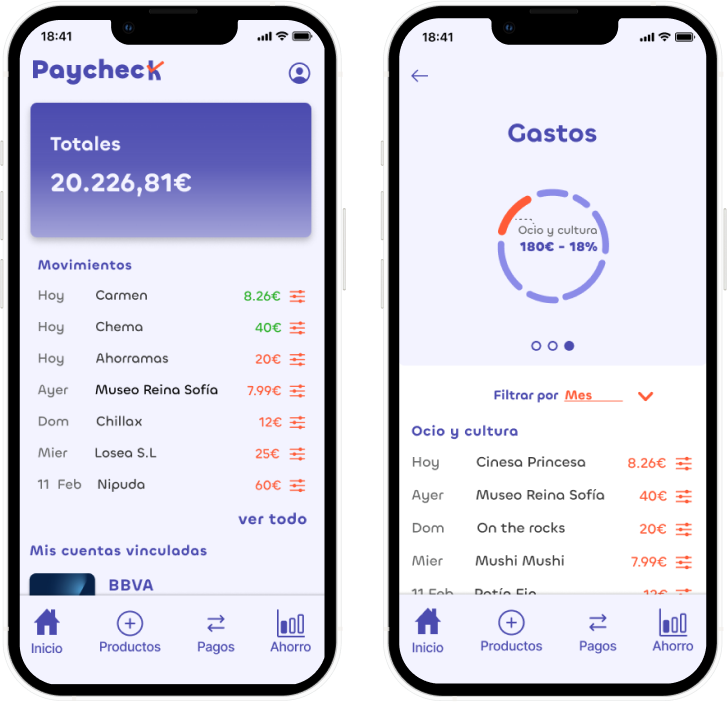 18:41
Paycheck
Totales
20.226,81€
Movimientos
Hoy Carmen 8.26€
Hoy Chema 40€
Hoy Ahorramas 20€
Ayer Museo Reina Sofía 7.99€
Dom Chillax 12€
Mier Losea S.L 25€
11 Feb Nipuda 60€
ver todo
Mis cuentas vinculadas
BBVA
Inicio Productos Pagos Ahorro
18:41
Gastos
Ocio y cultura
180€ - 18%
Filtrar por Mes
Ocio y cultura
Hoy Cinesa Princesa 8.26€
Ayer Museo Reina Sofía 40€
Dom On the rocks 20€
Mier Mushi Mushi 7.99€
11 Feb 12€
Inicio Productos Pagos Ahorro